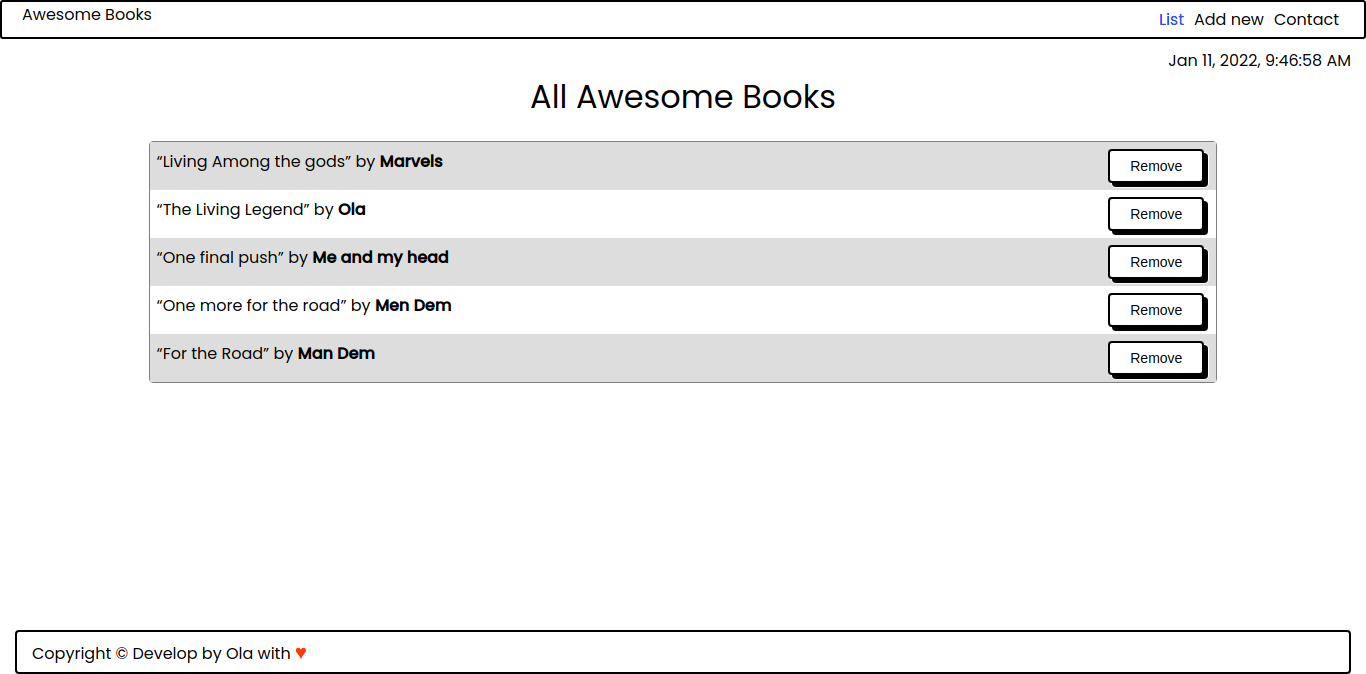 Awesome Books
List Add new Contact
Jan 11, 2022, 9:46:58 AM
All Awesome Books
“Living Among the gods” by Marvels Remove
“The Living Legend” by Ola Remove
“One final push” by Me and my head Remove
“One more for the road” by Men Dem Remove
“For the Road” by Man Dem Remove
Copyright © Develop by Ola with ♥